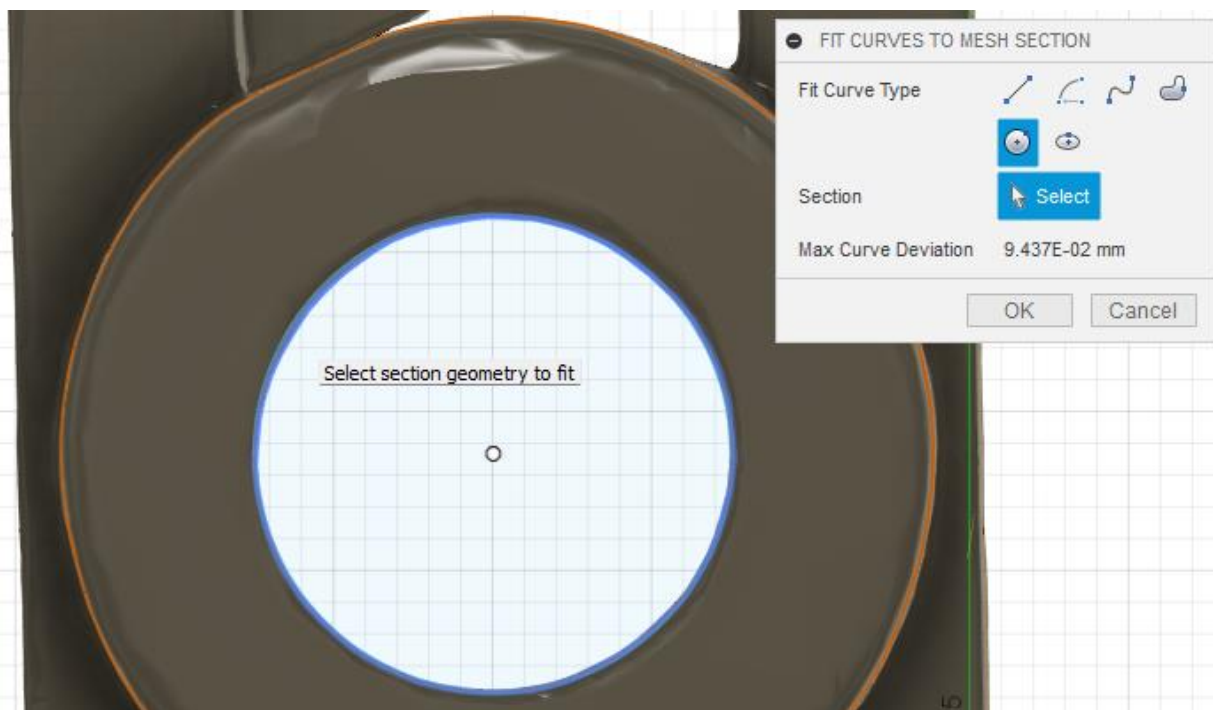 FIT CURVES TO MESH SECTION
Fit Curve Type
Section Select
Max Curve Deviation 9.437E-02 mm
OK Cancel
Select section geometry to fit
5